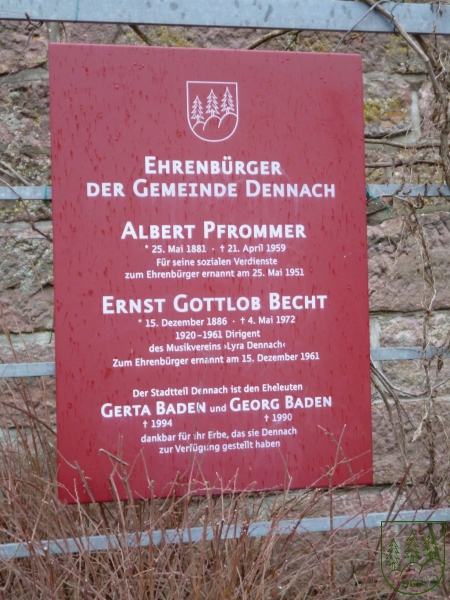 EHRENBÜRGER
DER GEMEINDE DENNACH
ALBERT PFROMMER
* 25. Mai 1881 · † 21. April 1959
Für seine sozialen Verdienste
zum Ehrenbürger ernannt am 25. Mai 1951
ERNST GOTTLOB BECHT
* 15. Dezember 1886 · † 4. Mai 1972
1920–1961 Dirigent
des Musikvereins ›Lyra Dennach‹
Zum Ehrenbürger ernannt am 15. Dezember 1961
Der Stadtteil Dennach ist den Eheleuten
GERTA BADEN und GEORG BADEN
† 1994 † 1990
dankbar für ihr Erbe, das sie Dennach
zur Verfügung gestellt haben